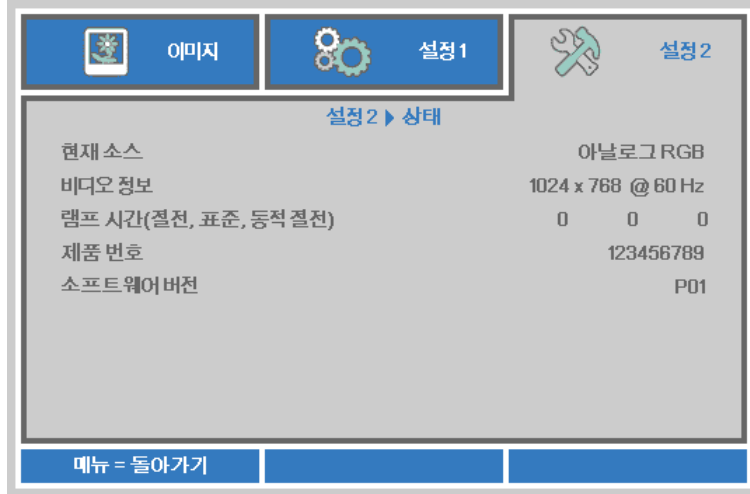 이미지 설정1 설정2
설정2 ▶ 상태
현재 소스 아날로그 RGB
비디오 정보 1024 x 768 @ 60 Hz
램프 시간(절전, 표준, 동적 절전) 0 0 0
제품 번호 123456789
소프트웨어 버전 P01
메뉴 = 돌아가기